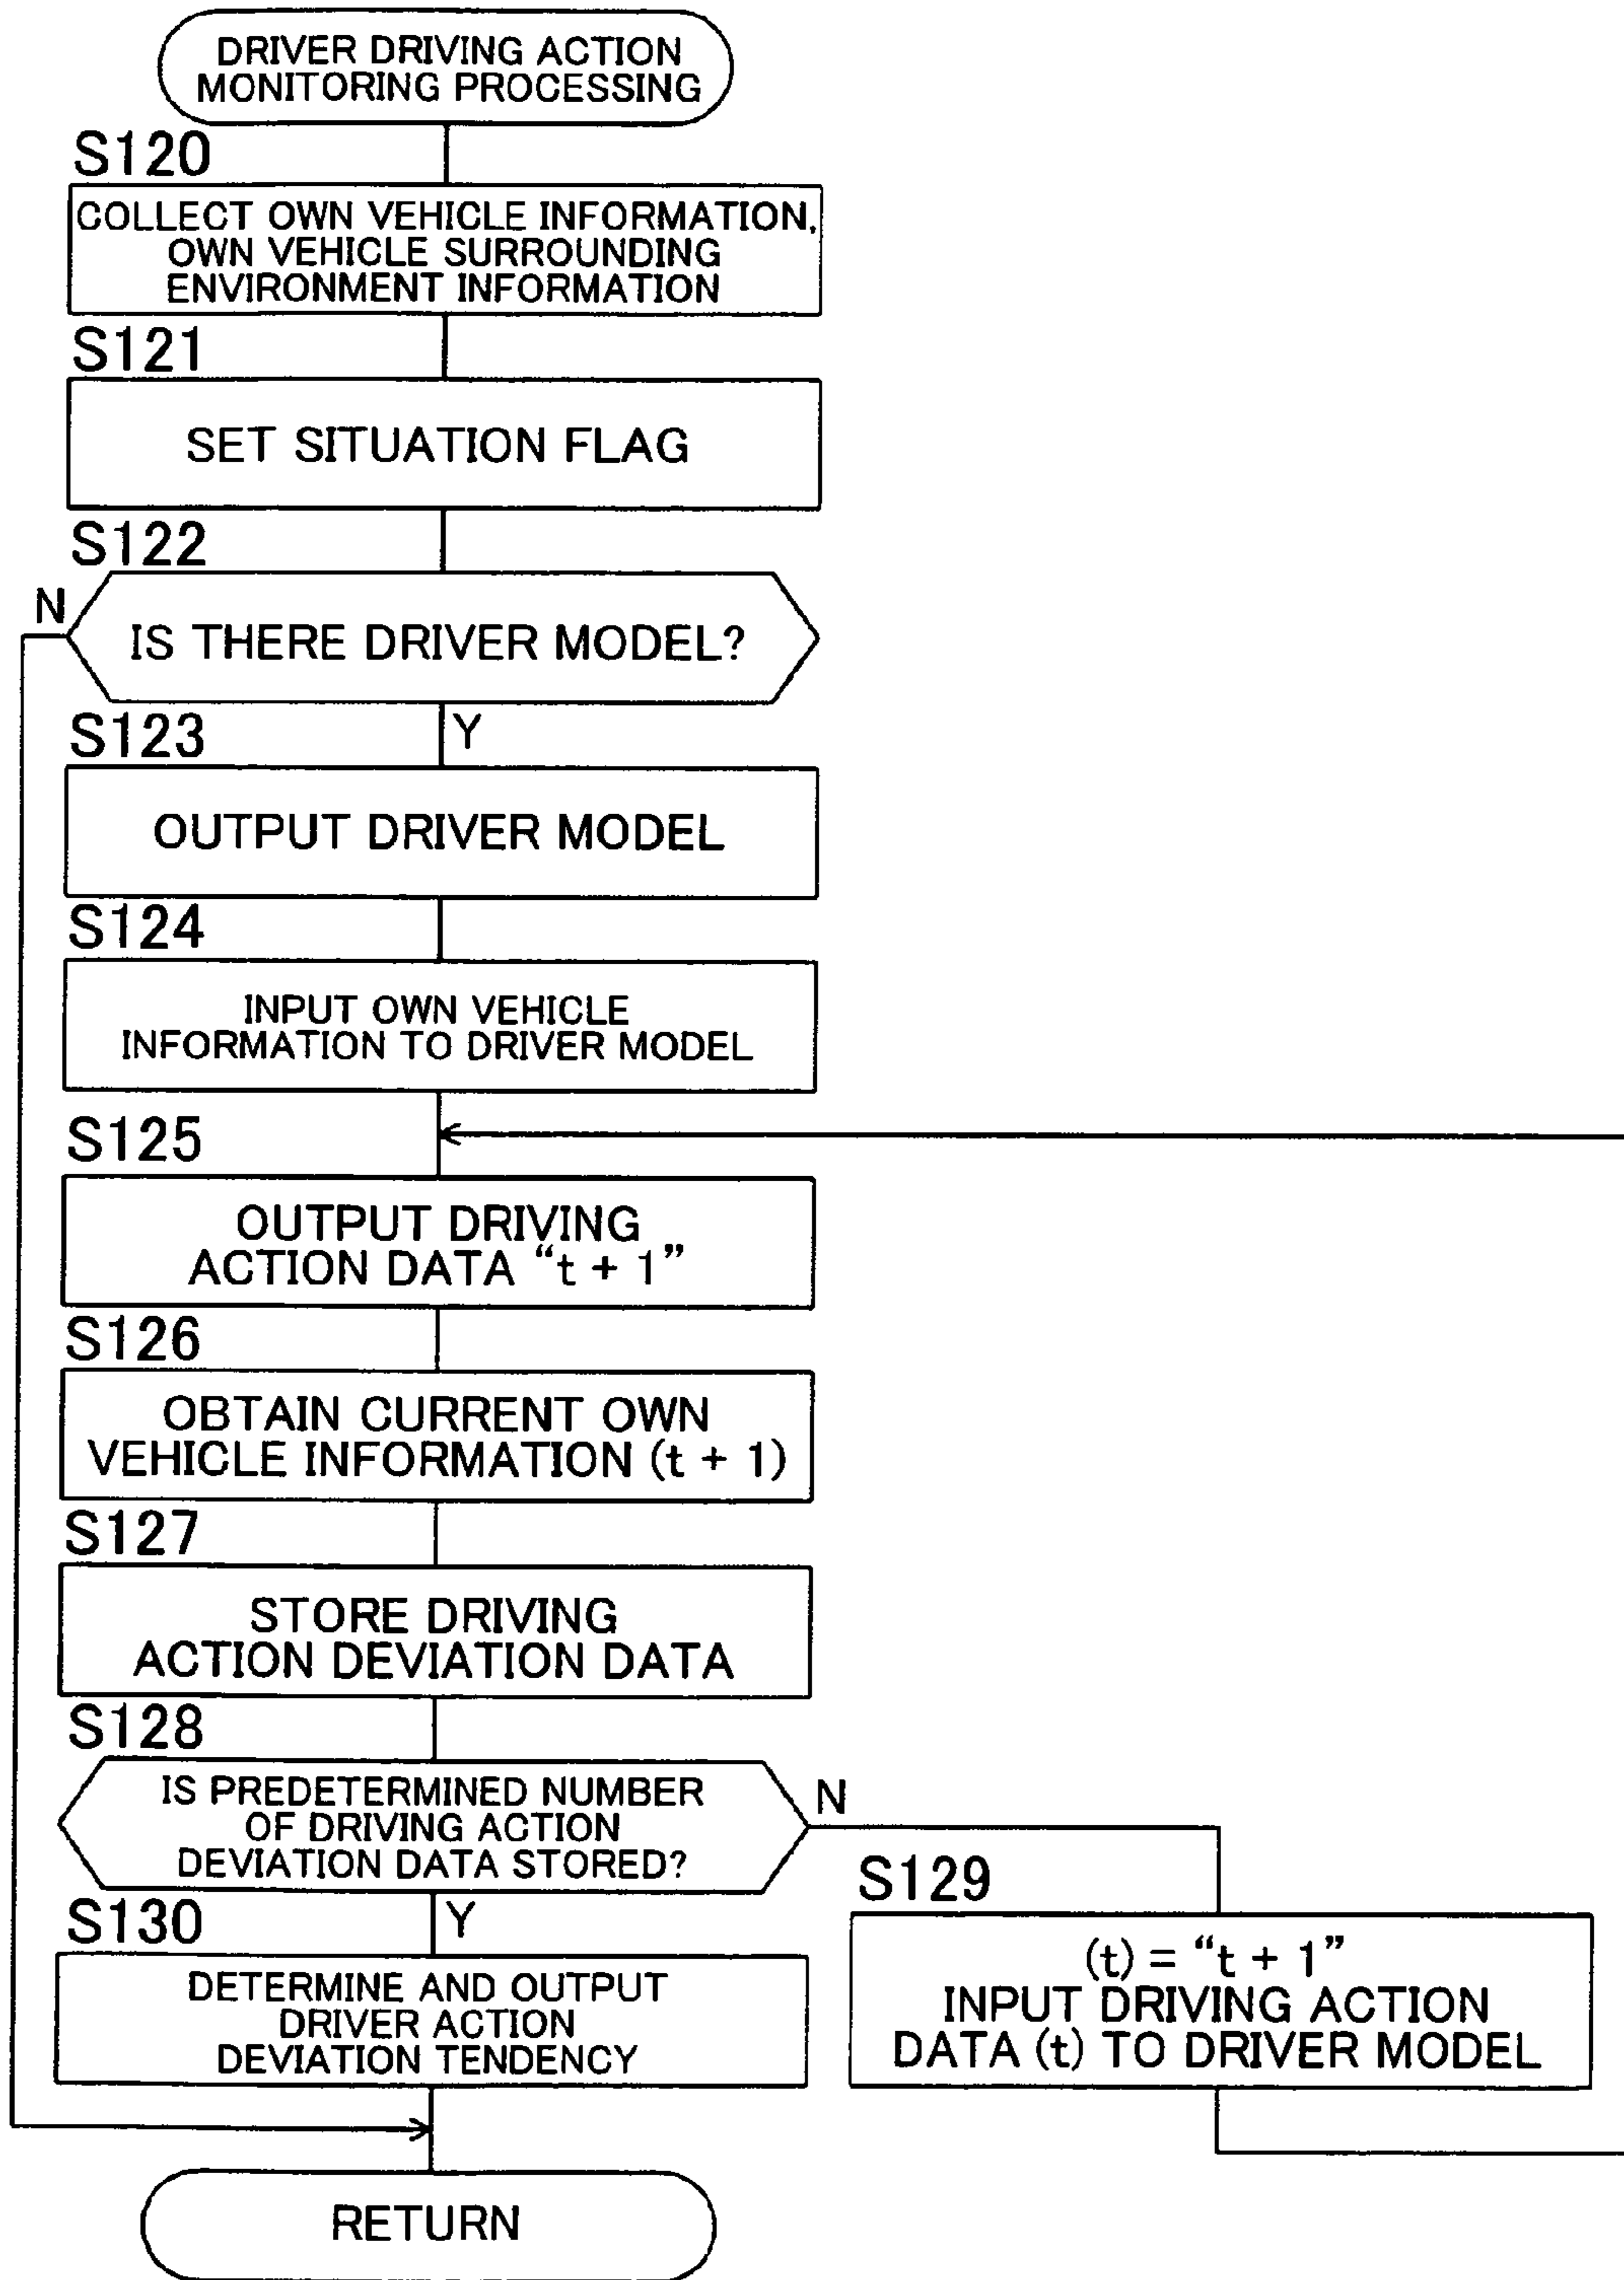 DRIVER DRIVING ACTION
MONITORING PROCESSING
S120
COLLECT OWN VEHICLE INFORMATION,
OWN VEHICLE SURROUNDING
ENVIRONMENT INFORMATION
S121
SET SITUATION FLAG
S122
N
IS THERE DRIVER MODEL?
Y
S123
OUTPUT DRIVER MODEL
S124
INPUT OWN VEHICLE
INFORMATION TO DRIVER MODEL
S125
OUTPUT DRIVING
ACTION DATA “t + 1”
S126
OBTAIN CURRENT OWN
VEHICLE INFORMATION (t + 1)
S127
STORE DRIVING
ACTION DEVIATION DATA
S128
IS PREDETERMINED NUMBER
OF DRIVING ACTION
DEVIATION DATA STORED?
N
Y
S129
(t) = “t + 1”
INPUT DRIVING ACTION
DATA (t) TO DRIVER MODEL
S130
DETERMINE AND OUTPUT
DRIVER ACTION
DEVIATION TENDENCY
RETURN